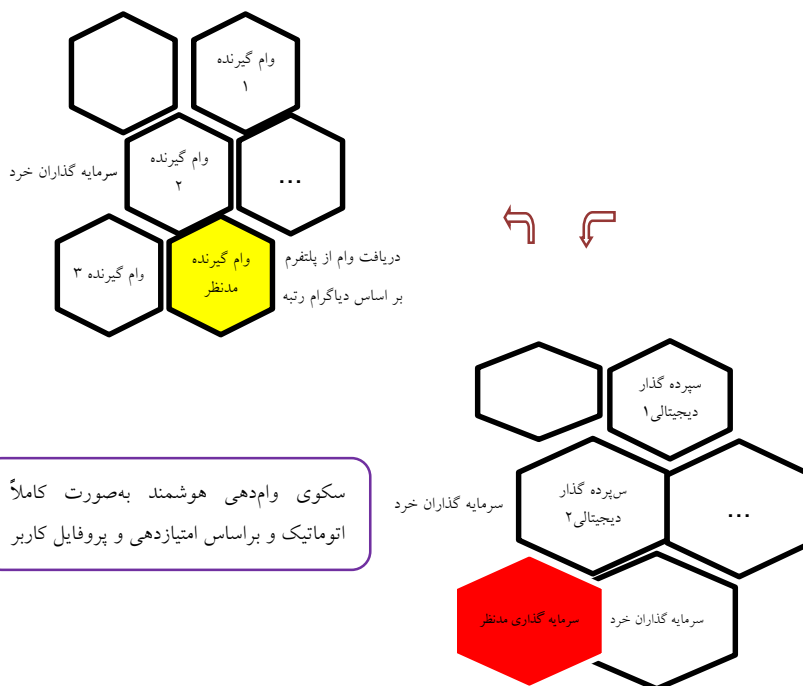 وام گیرنده
۱
وام گیرنده
۲
...
سرمایه گذاران خرد
وام گیرنده
مدنظر
وام گیرنده ۳
دریافت وام از پلتفرم
بر اساس دیاگرام رتبه
سپرده گذار
دیجیتالی۱
س‌پرده گذار
دیجیتالی۲
...
سرمایه گذاران خرد
سرمایه گذاران خرد
سرمایه گذاری مدنظر
سکوی وام‌دهی هوشمند به‌صورت کاملاً
اتوماتیک و براساس امتیازدهی و پروفایل کاربر